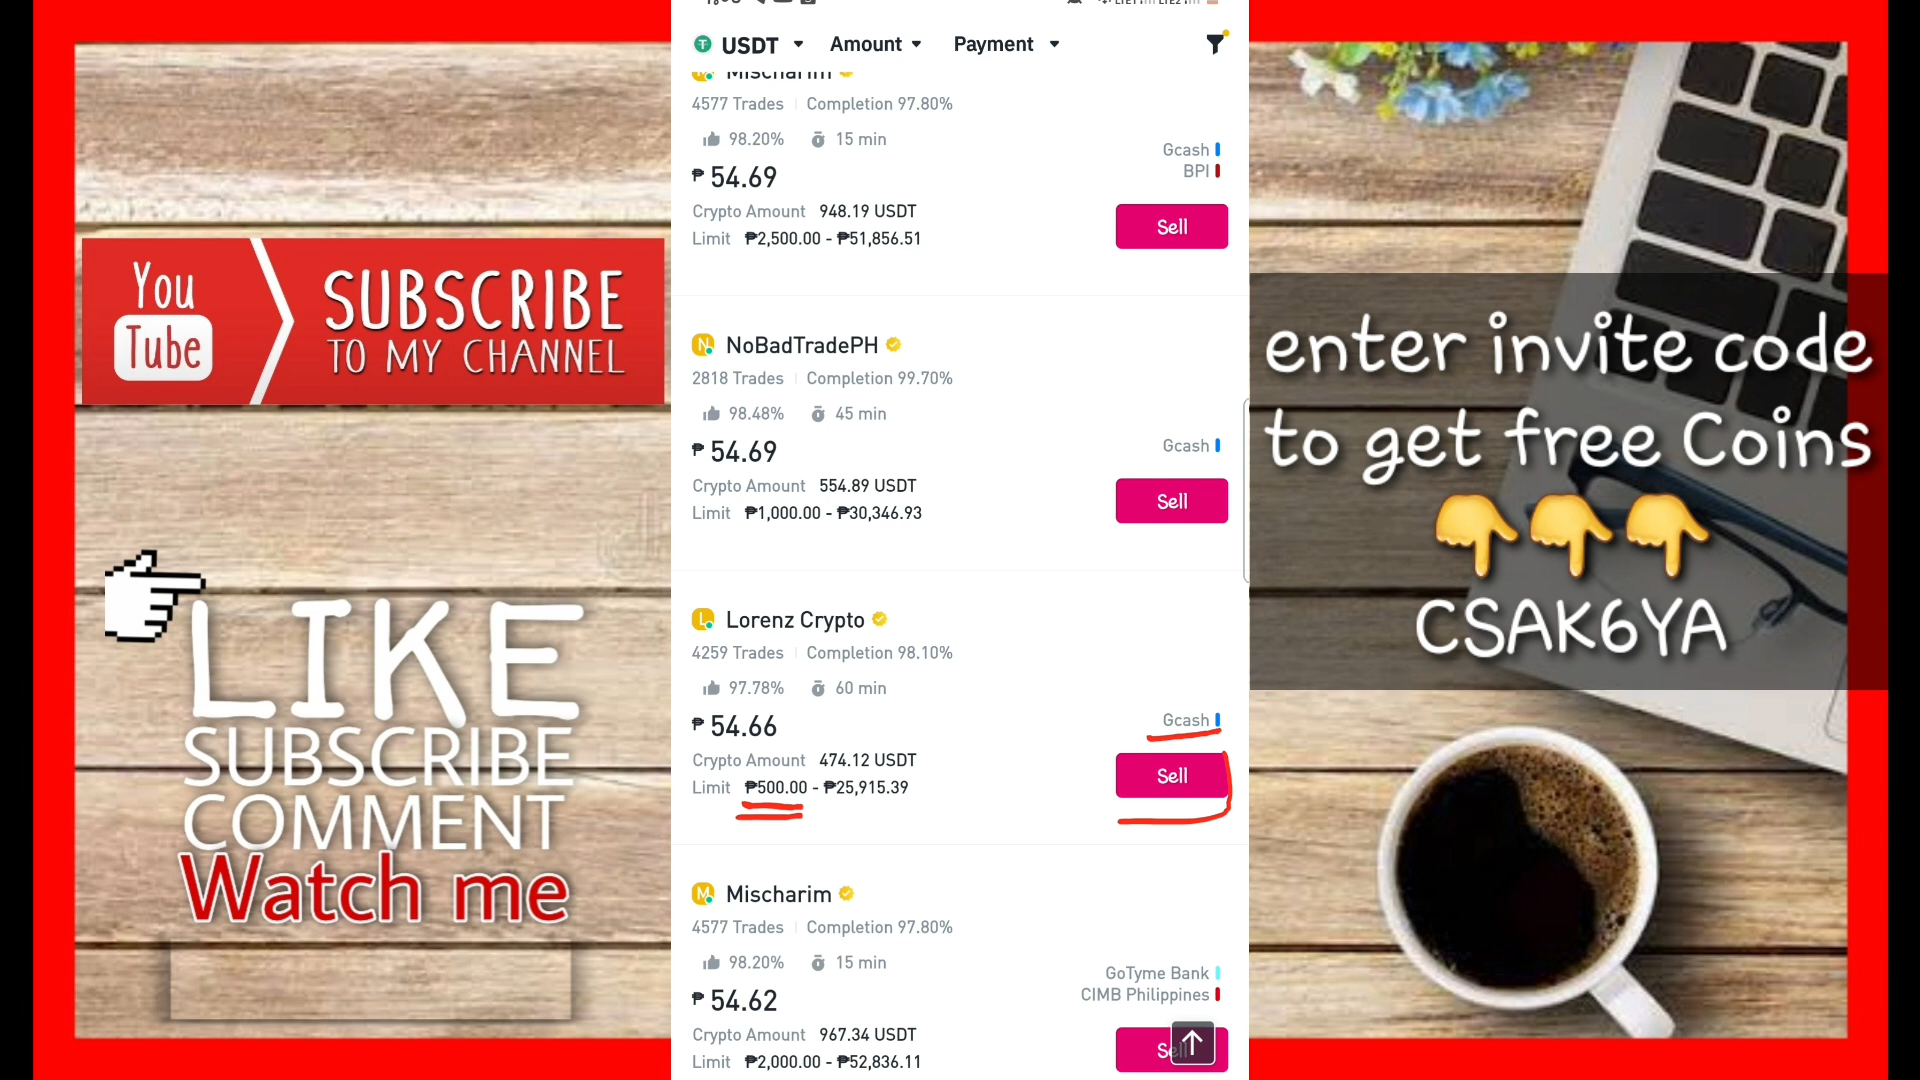 You
Tube
SUBSCRIBE
TO MY CHANNEL
LIKE
SUBSCRIBE
COMMENT
Watch me
USDT Amount Payment
Mischarim
4577 Trades Completion 97.80%
98.20% 15 min
Gcash
BPI
₱ 54.69
Crypto Amount 948.19 USDT
Limit ₱2,500.00 - ₱51,856.51
Sell
N NoBadTradePH
2818 Trades Completion 99.70%
98.48% 45 min
₱ 54.69
Gcash
Crypto Amount 554.89 USDT
Limit ₱1,000.00 - ₱30,346.93
Sell
L Lorenz Crypto
4259 Trades Completion 98.10%
97.78% 60 min
₱ 54.66
Gcash
Crypto Amount 474.12 USDT
Limit ₱500.00 - ₱25,915.39
Sell
M Mischarim
4577 Trades Completion 97.80%
98.20% 15 min
GoTyme Bank
CIMB Philippines
₱ 54.62
Crypto Amount 967.34 USDT
Limit ₱2,000.00 - ₱52,836.11
Sell
enter invite code
to get free Coins
👇👇👇
CSAK6YA